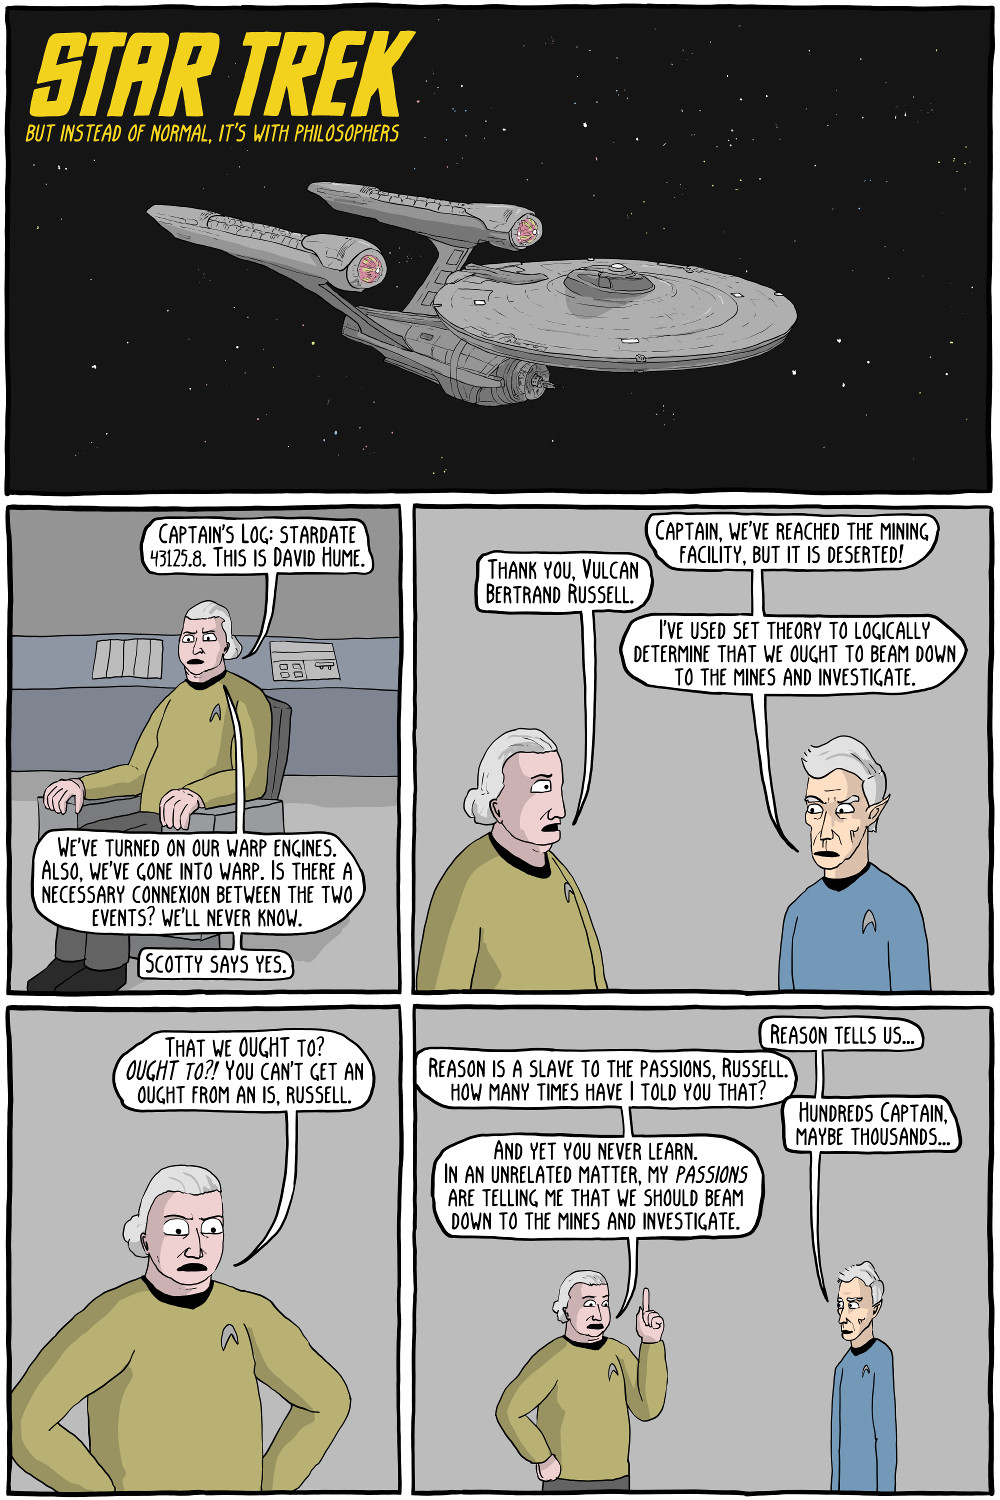 STAR TREK
BUT INSTEAD OF NORMAL, IT'S WITH PHILOSOPHERS
CAPTAIN'S LOG: STARDATE
43125.8. THIS IS DAVID HUME.
WE'VE TURNED ON OUR WARP ENGINES.
ALSO, WE'VE GONE INTO WARP. IS THERE A
NECESSARY CONNEXION BETWEEN THE TWO
EVENTS? WE'LL NEVER KNOW.
SCOTTY SAYS YES.
CAPTAIN, WE'VE REACHED THE MINING
FACILITY, BUT IT IS DESERTED!
THANK YOU, VULCAN
BERTRAND RUSSELL.
I'VE USED SET THEORY TO LOGICALLY
DETERMINE THAT WE OUGHT TO BEAM DOWN
TO THE MINES AND INVESTIGATE.
THAT WE OUGHT TO?
OUGHT TO?! YOU CAN'T GET AN
OUGHT FROM AN IS, RUSSELL.
REASON TELLS US...
REASON IS A SLAVE TO THE PASSIONS, RUSSELL.
HOW MANY TIMES HAVE I TOLD YOU THAT?
HUNDREDS CAPTAIN,
MAYBE THOUSANDS...
AND YET YOU NEVER LEARN.
IN AN UNRELATED MATTER, MY PASSIONS
ARE TELLING ME THAT WE SHOULD BEAM
DOWN TO THE MINES AND INVESTIGATE.